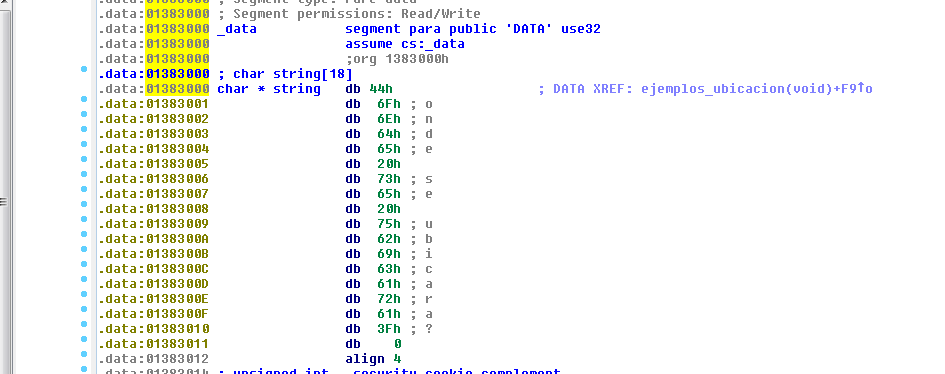 .data:01383000 ; Segment type: Pure data
.data:01383000 ; Segment permissions: Read/Write
.data:01383000 _data segment para public 'DATA' use32
.data:01383000 assume cs:_data
.data:01383000 ;org 1383000h
.data:01383000 ; char string[18]
.data:01383000 char * string db 44h ; DATA XREF: ejemplos_ubicacion(void)+F9↑o
.data:01383001 db 6Fh ; o
.data:01383002 db 6Eh ; n
.data:01383003 db 64h ; d
.data:01383004 db 65h ; e
.data:01383005 db 20h
.data:01383006 db 73h ; s
.data:01383007 db 65h ; e
.data:01383008 db 20h
.data:01383009 db 75h ; u
.data:0138300A db 62h ; b
.data:0138300B db 69h ; i
.data:0138300C db 63h ; c
.data:0138300D db 61h ; a
.data:0138300E db 72h ; r
.data:0138300F db 61h ; a
.data:01383010 db 3Fh ; ?
.data:01383011 db 0
.data:01383012 align 4
.data:01383014 ; unsigned int __security_cookie_complement